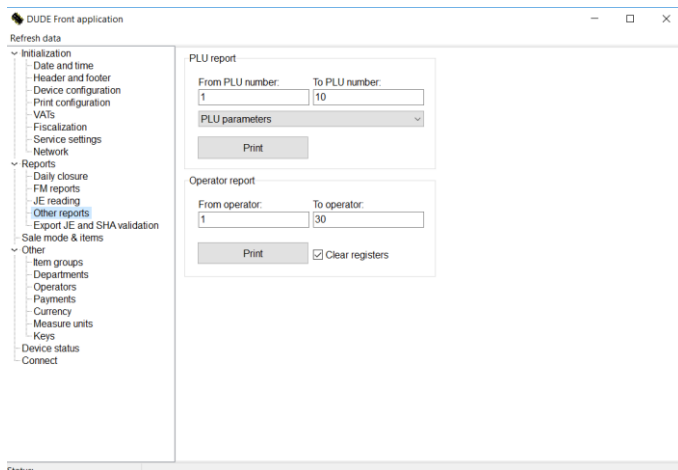 DUDE Front application
Refresh data
Initialization
Date and time
Header and footer
Device configuration
Print configuration
VATs
Fiscalization
Service settings
Network
Reports
Daily closure
FM reports
JE reading
Other reports
Export JE and SHA validation
Sale mode & items
Other
Item groups
Departments
Operators
Payments
Currency
Measure units
Keys
Device status
Connect
PLU report
From PLU number: To PLU number:
1 10
PLU parameters
Print
Operator report
From operator: To operator:
1 30
Print Clear registers
Status: